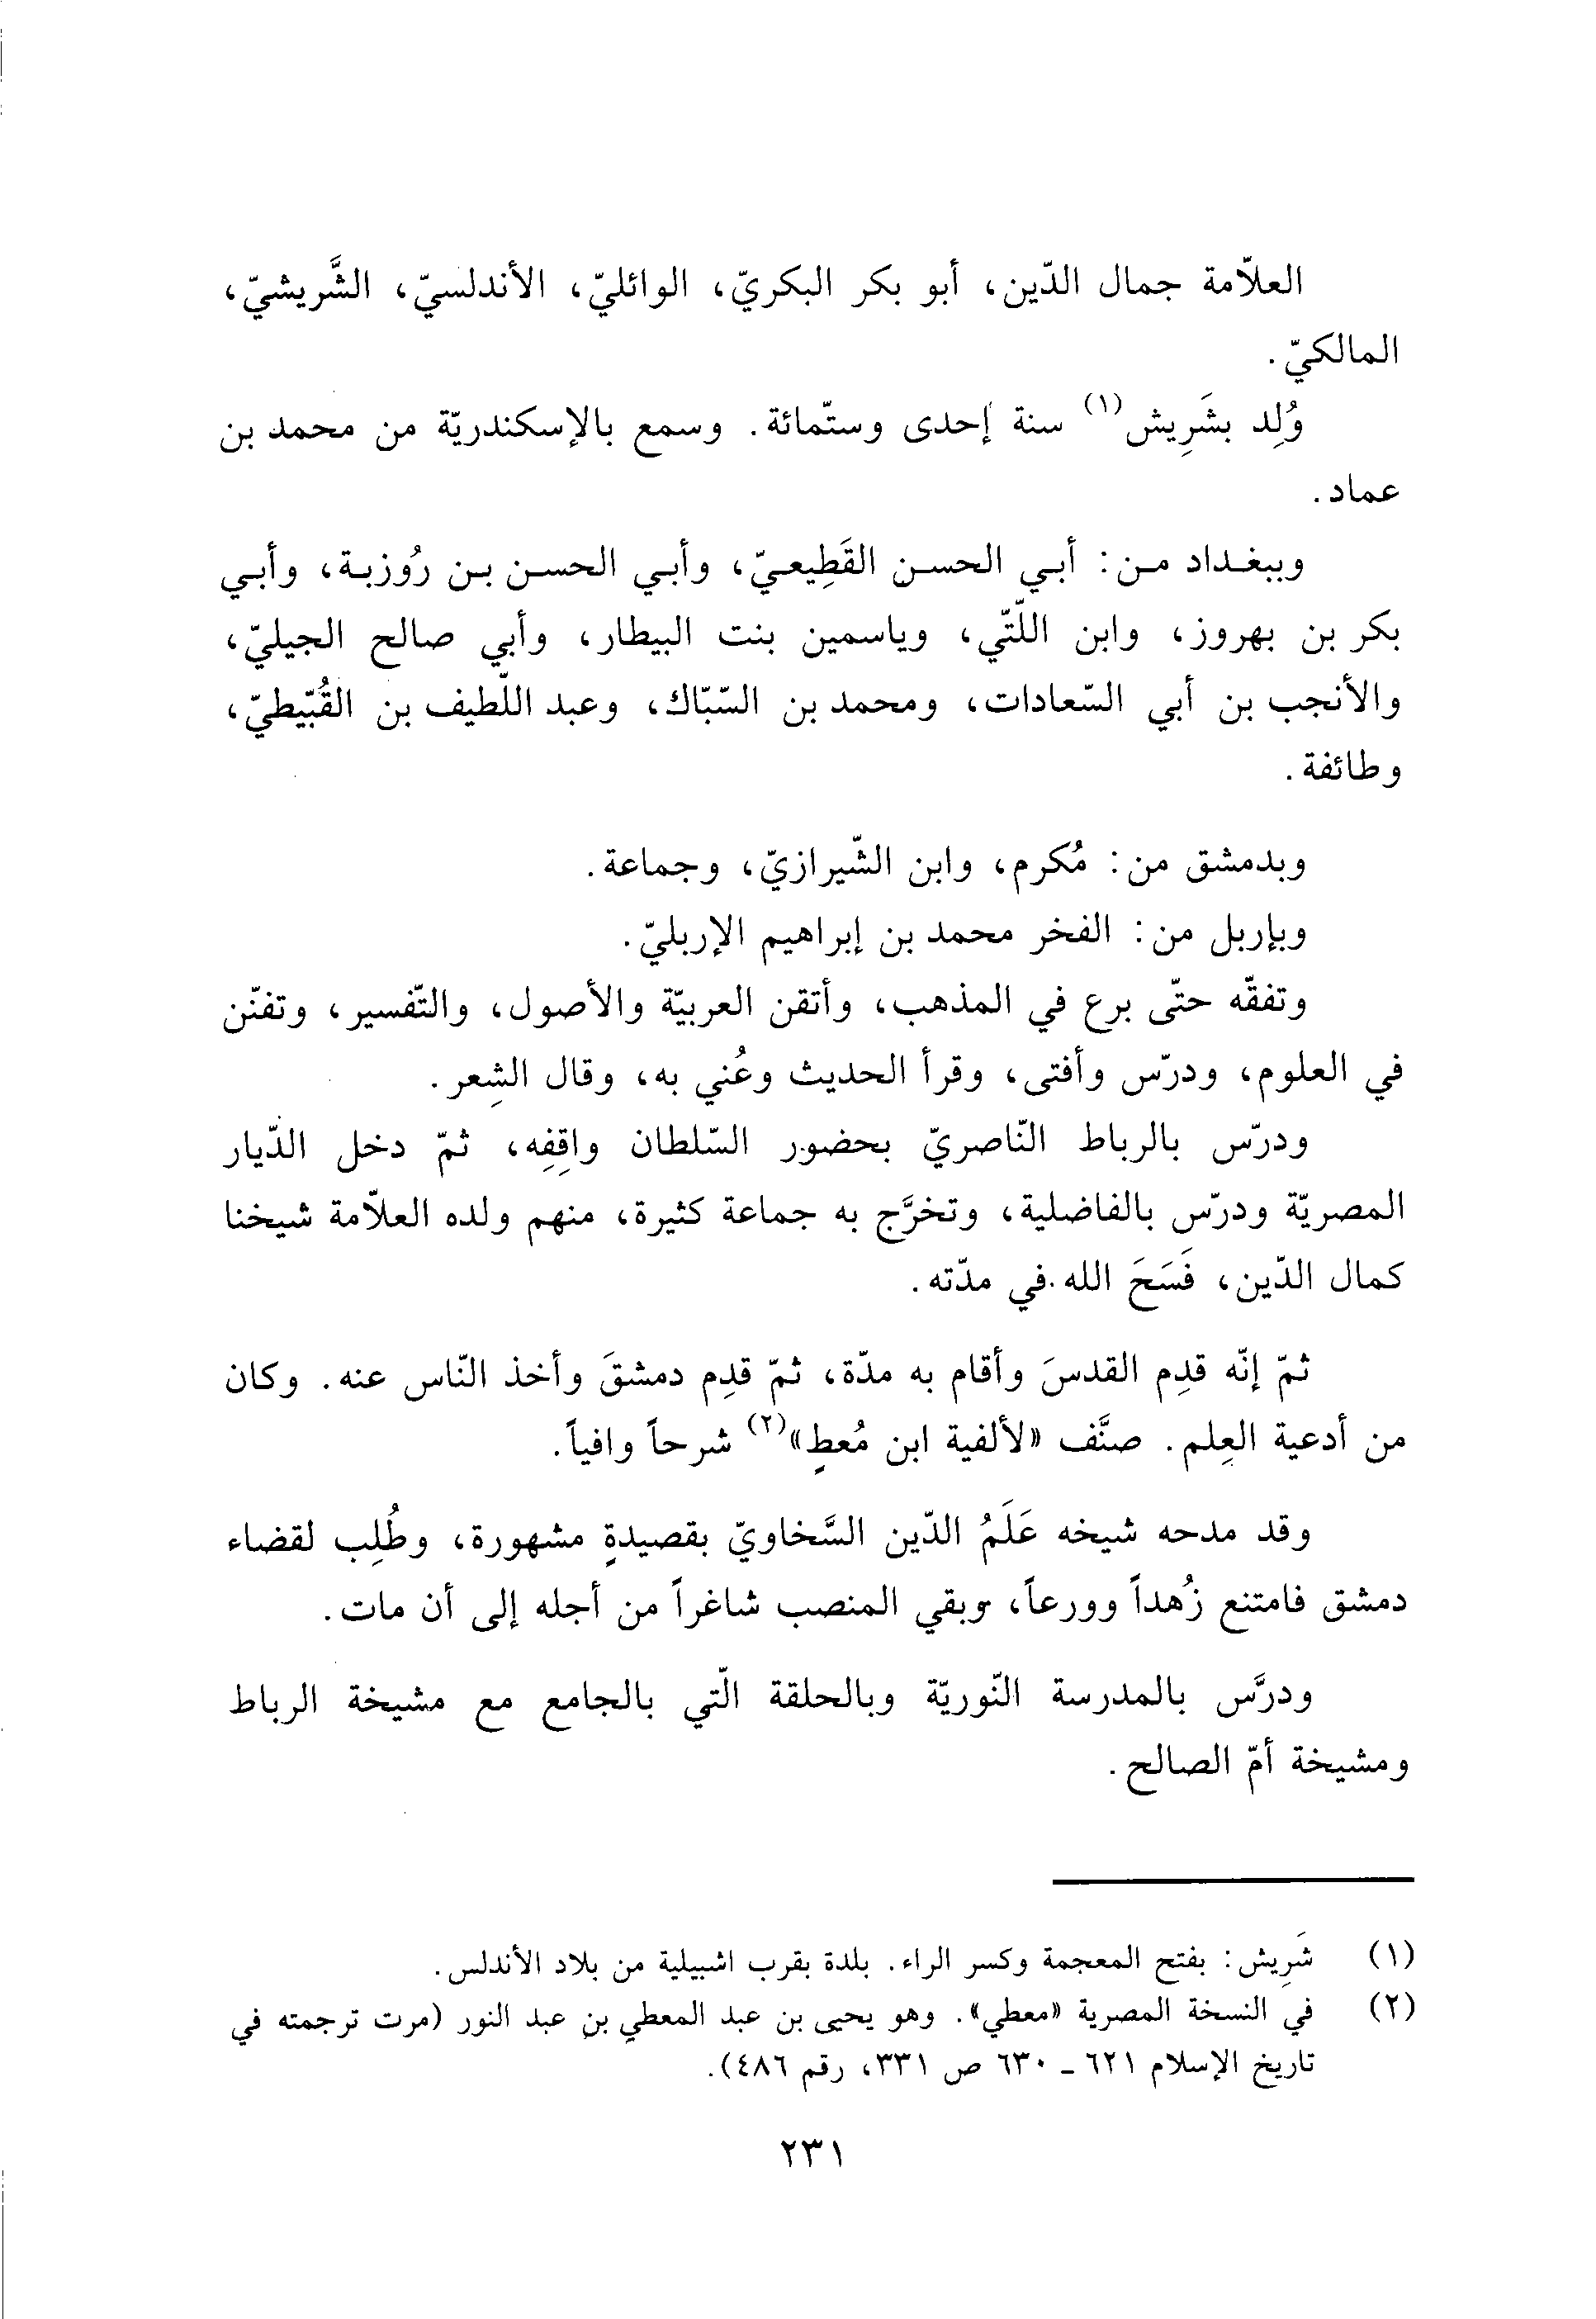 العلاّمة جمال الدّين، أبو بكر البكريّ، الوائليّ، الأندلسيّ، الشَّريشيّ،
المالكيّ.
وُلِد بشَرِيش(١) سنة إحدى وستّمائة. وسمع بالإسكندريّة من محمد بن
عماد.
وببغداد من: أبي الحسن القَطِيعيّ، وأبي الحسن بن رُوزبة، وأبي
بكر بن بهروز، وابن اللّتّي، وياسمين بنت البيطار، وأبي صالح الجيليّ،
والأنجب بن أبي السّعادات، ومحمد بن السّبّاك، وعبد اللّطيف بن القُبّيطيّ،
وطائفة.
وبدمشق من: مُكرم، وابن الشّيرازيّ، وجماعة.
وبإربل من: الفخر محمد بن إبراهيم الإربليّ.
وتفقّه حتّى برع في المذهب، وأتقن العربيّة والأصول، والتّفسير، وتفنّن
في العلوم، ودرّس وأفتى، وقرأ الحديث وعُني به، وقال الشِعر.
ودرّس بالرباط النّاصريّ بحضور السّلطان واقِفِه، ثمّ دخل الدّيار
المصريّة ودرّس بالفاضلية، وتخرَّج به جماعة كثيرة، منهم ولده العلاّمة شيخنا
كمال الدّين، فَسَحَ الله في مدّته.
ثمّ إنّه قدِم القدسَ وأقام به مدّة، ثمّ قدِم دمشقَ وأخذ النّاس عنه. وكان
من أدعية العِلم. صنَّف «لألفية ابن مُعطٍ»(٢) شرحاً وافياً.
وقد مدحه شيخه عَلَمُ الدّين السَّخاويّ بقصيدةٍ مشهورة، وطُلِب لقضاء
دمشق فامتنع زُهداً وورعاً، وبقي المنصب شاغراً من أجله إلى أن مات.
ودرَّس بالمدرسة النّوريّة وبالحلقة الّتي بالجامع مع مشيخة الرباط
ومشيخة أمّ الصالح.
(١) شَرِيش: بفتح المعجمة وكسر الراء. بلدة بقرب اشبيلية من بلاد الأندلس.
(٢) في النسخة المصرية «معطي». وهو يحيى بن عبد المعطي بن عبد النور (مرت ترجمته في
تاريخ الإسلام ٦٢١ ـ ٦٣٠ ص ٣٣١، رقم ٤٨٦).
٢٣١